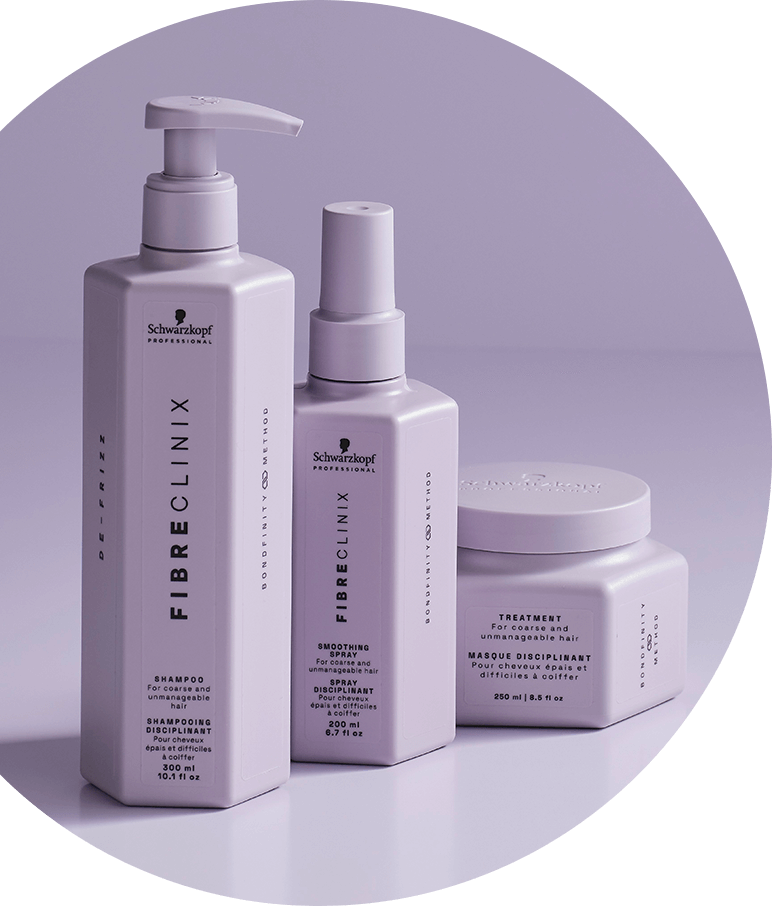 DE-FRIZZ
Schwarzkopf
PROFESSIONAL
FIBRECLINIX
BONDFINITY METHOD
SHAMPOO
For coarse and
unmanageable
hair
SHAMPOOING
DISCIPLINANT
Pour cheveux
épais et difficiles
à coiffer
300 ml
10.1 fl oz
Schwarzkopf
PROFESSIONAL
FIBRECLINIX
BONDFINITY METHOD
SMOOTHING
SPRAY
For coarse and
unmanageable hair
SPRAY
DISCIPLINANT
Pour cheveux
épais et difficiles
à coiffer
200 ml
6.7 fl oz
Schwarzkopf
TREATMENT
For coarse and
unmanageable hair
MASQUE DISCIPLINANT
Pour cheveux épais et
difficiles à coiffer
250 ml | 8.5 fl oz
BONDFINITY
METHOD